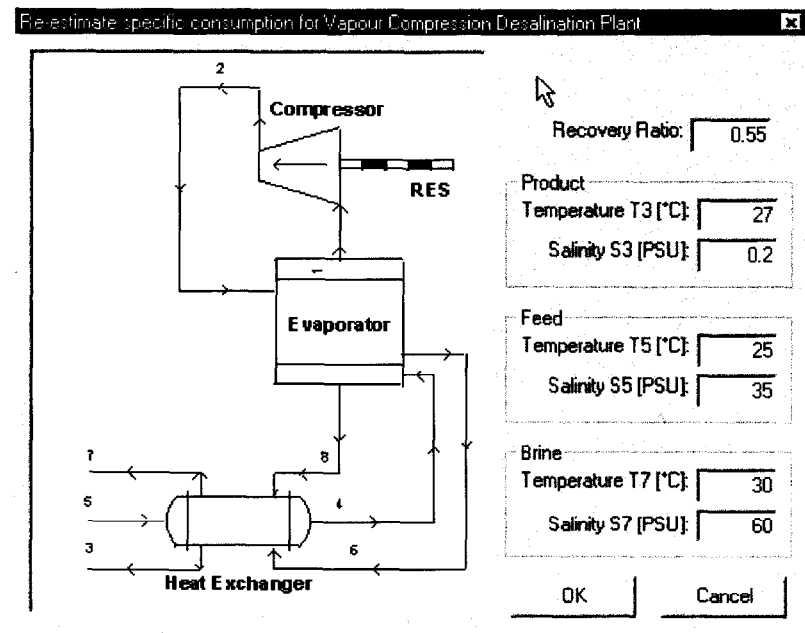 Re-estimate specific consumption for Vapour Compression Desalination Plant
2
Compressor
RES
1
Evaporator
7
8
5
4
3
6
Heat Exchanger
Recovery Ratio: 0.55
Product
Temperature T3 [°C]: 27
Salinity S3 [PSU]: 0.2
Feed
Temperature T5 [°C]: 25
Salinity S5 [PSU]: 35
Brine
Temperature T7 [°C]: 30
Salinity S7 [PSU]: 60
OK
Cancel